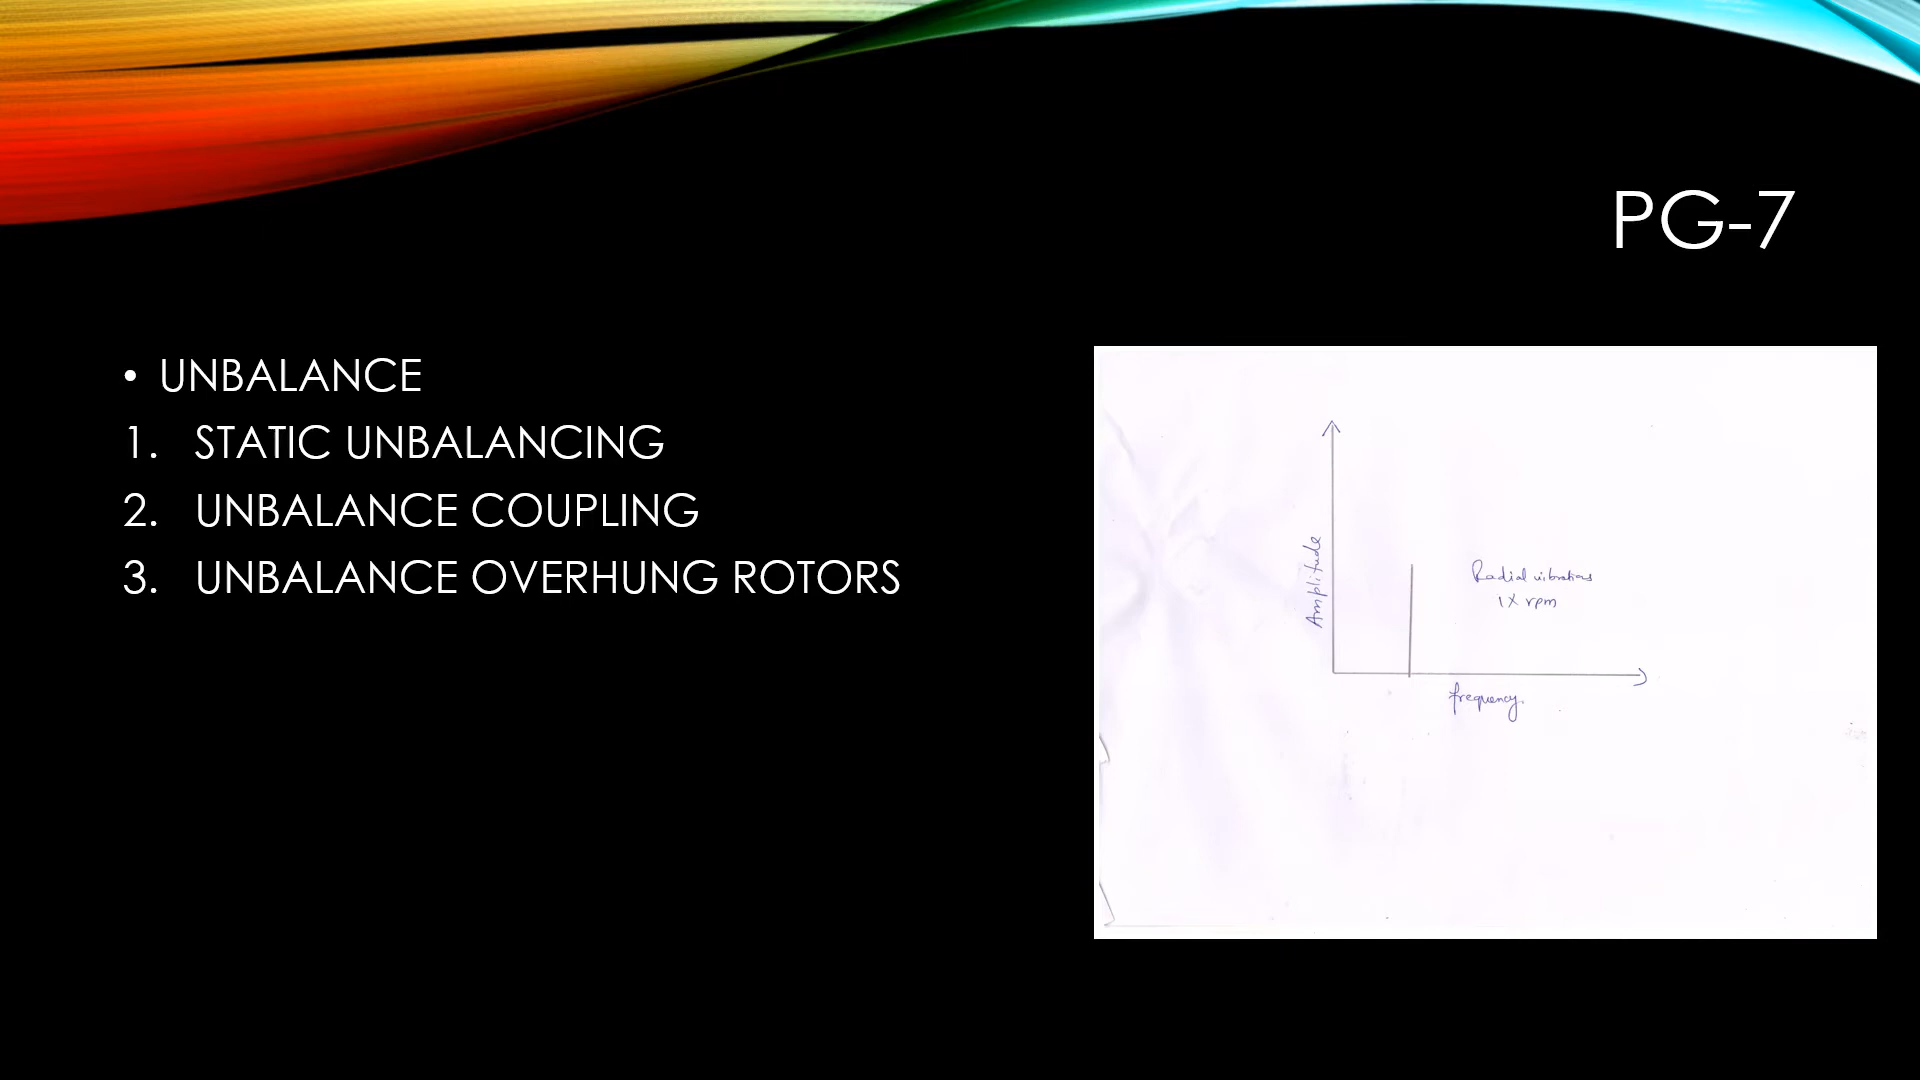 PG-7
• UNBALANCE
1. STATIC UNBALANCING
2. UNBALANCE COUPLING
3. UNBALANCE OVERHUNG ROTORS
Amplitude
Radial vibrations
1X rpm
frequency.